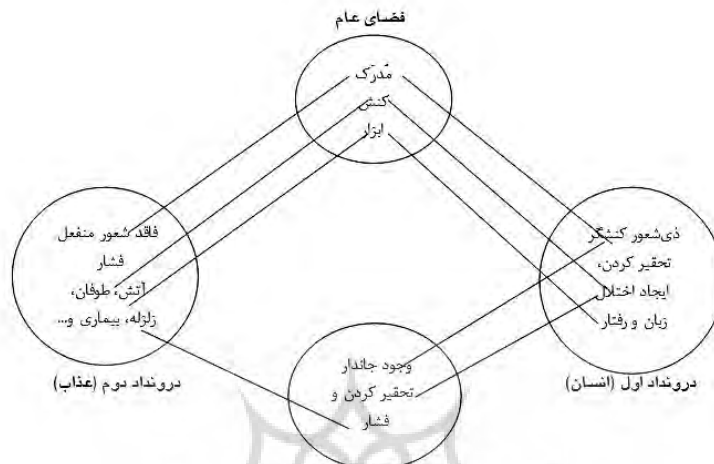 فضای عام
مُدرَک
کنش
ابزار
ذی‌شعور کنشگر
تحقیر کردن،
ایجاد اختلال
زبان و رفتار
درونداد اول (انسان)
فاقد شعور منفعل
فشار
آتش، طوفان،
زلزله، بیماری و...
درونداد دوم (عذاب)
وجود جاندار
تحقیر کردن و
فشار